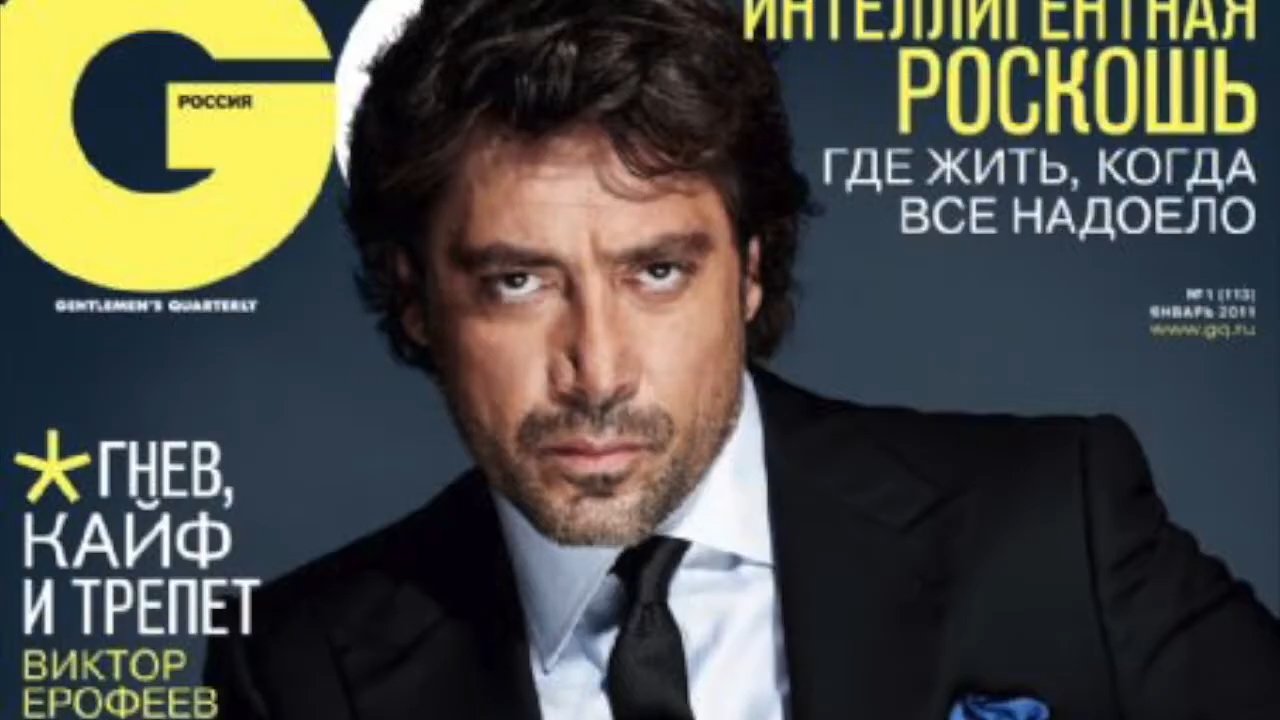 GQ
РОССИЯ
GENTLEMEN'S QUARTERLY
ИНТЕЛЛИГЕНТНАЯ
РОСКОШЬ
ГДЕ ЖИТЬ, КОГДА
ВСЕ НАДОЕЛО
№1 (113)
ЯНВАРЬ 2011
www.gq.ru
*ГНЕВ,
КАЙФ
И ТРЕПЕТ
ВИКТОР
ЕРОФЕЕВ